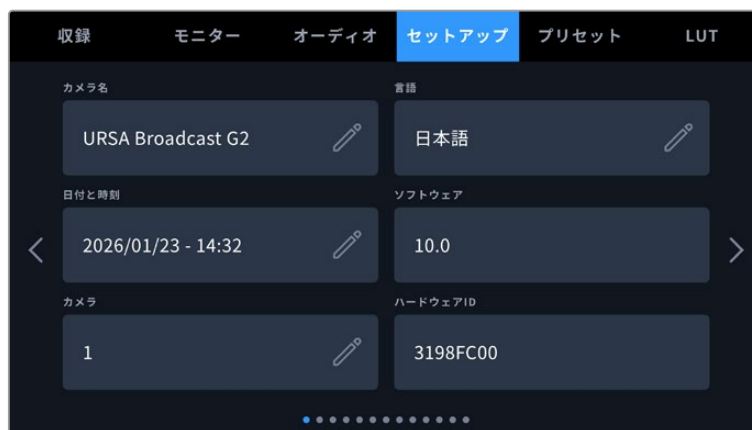 収録 モニター オーディオ セットアップ プリセット LUT
カメラ名 言語
URSA Broadcast G2 日本語
日付と時刻 ソフトウェア
2026/01/23 - 14:32 10.0
カメラ ハードウェアID
1 3198FC00